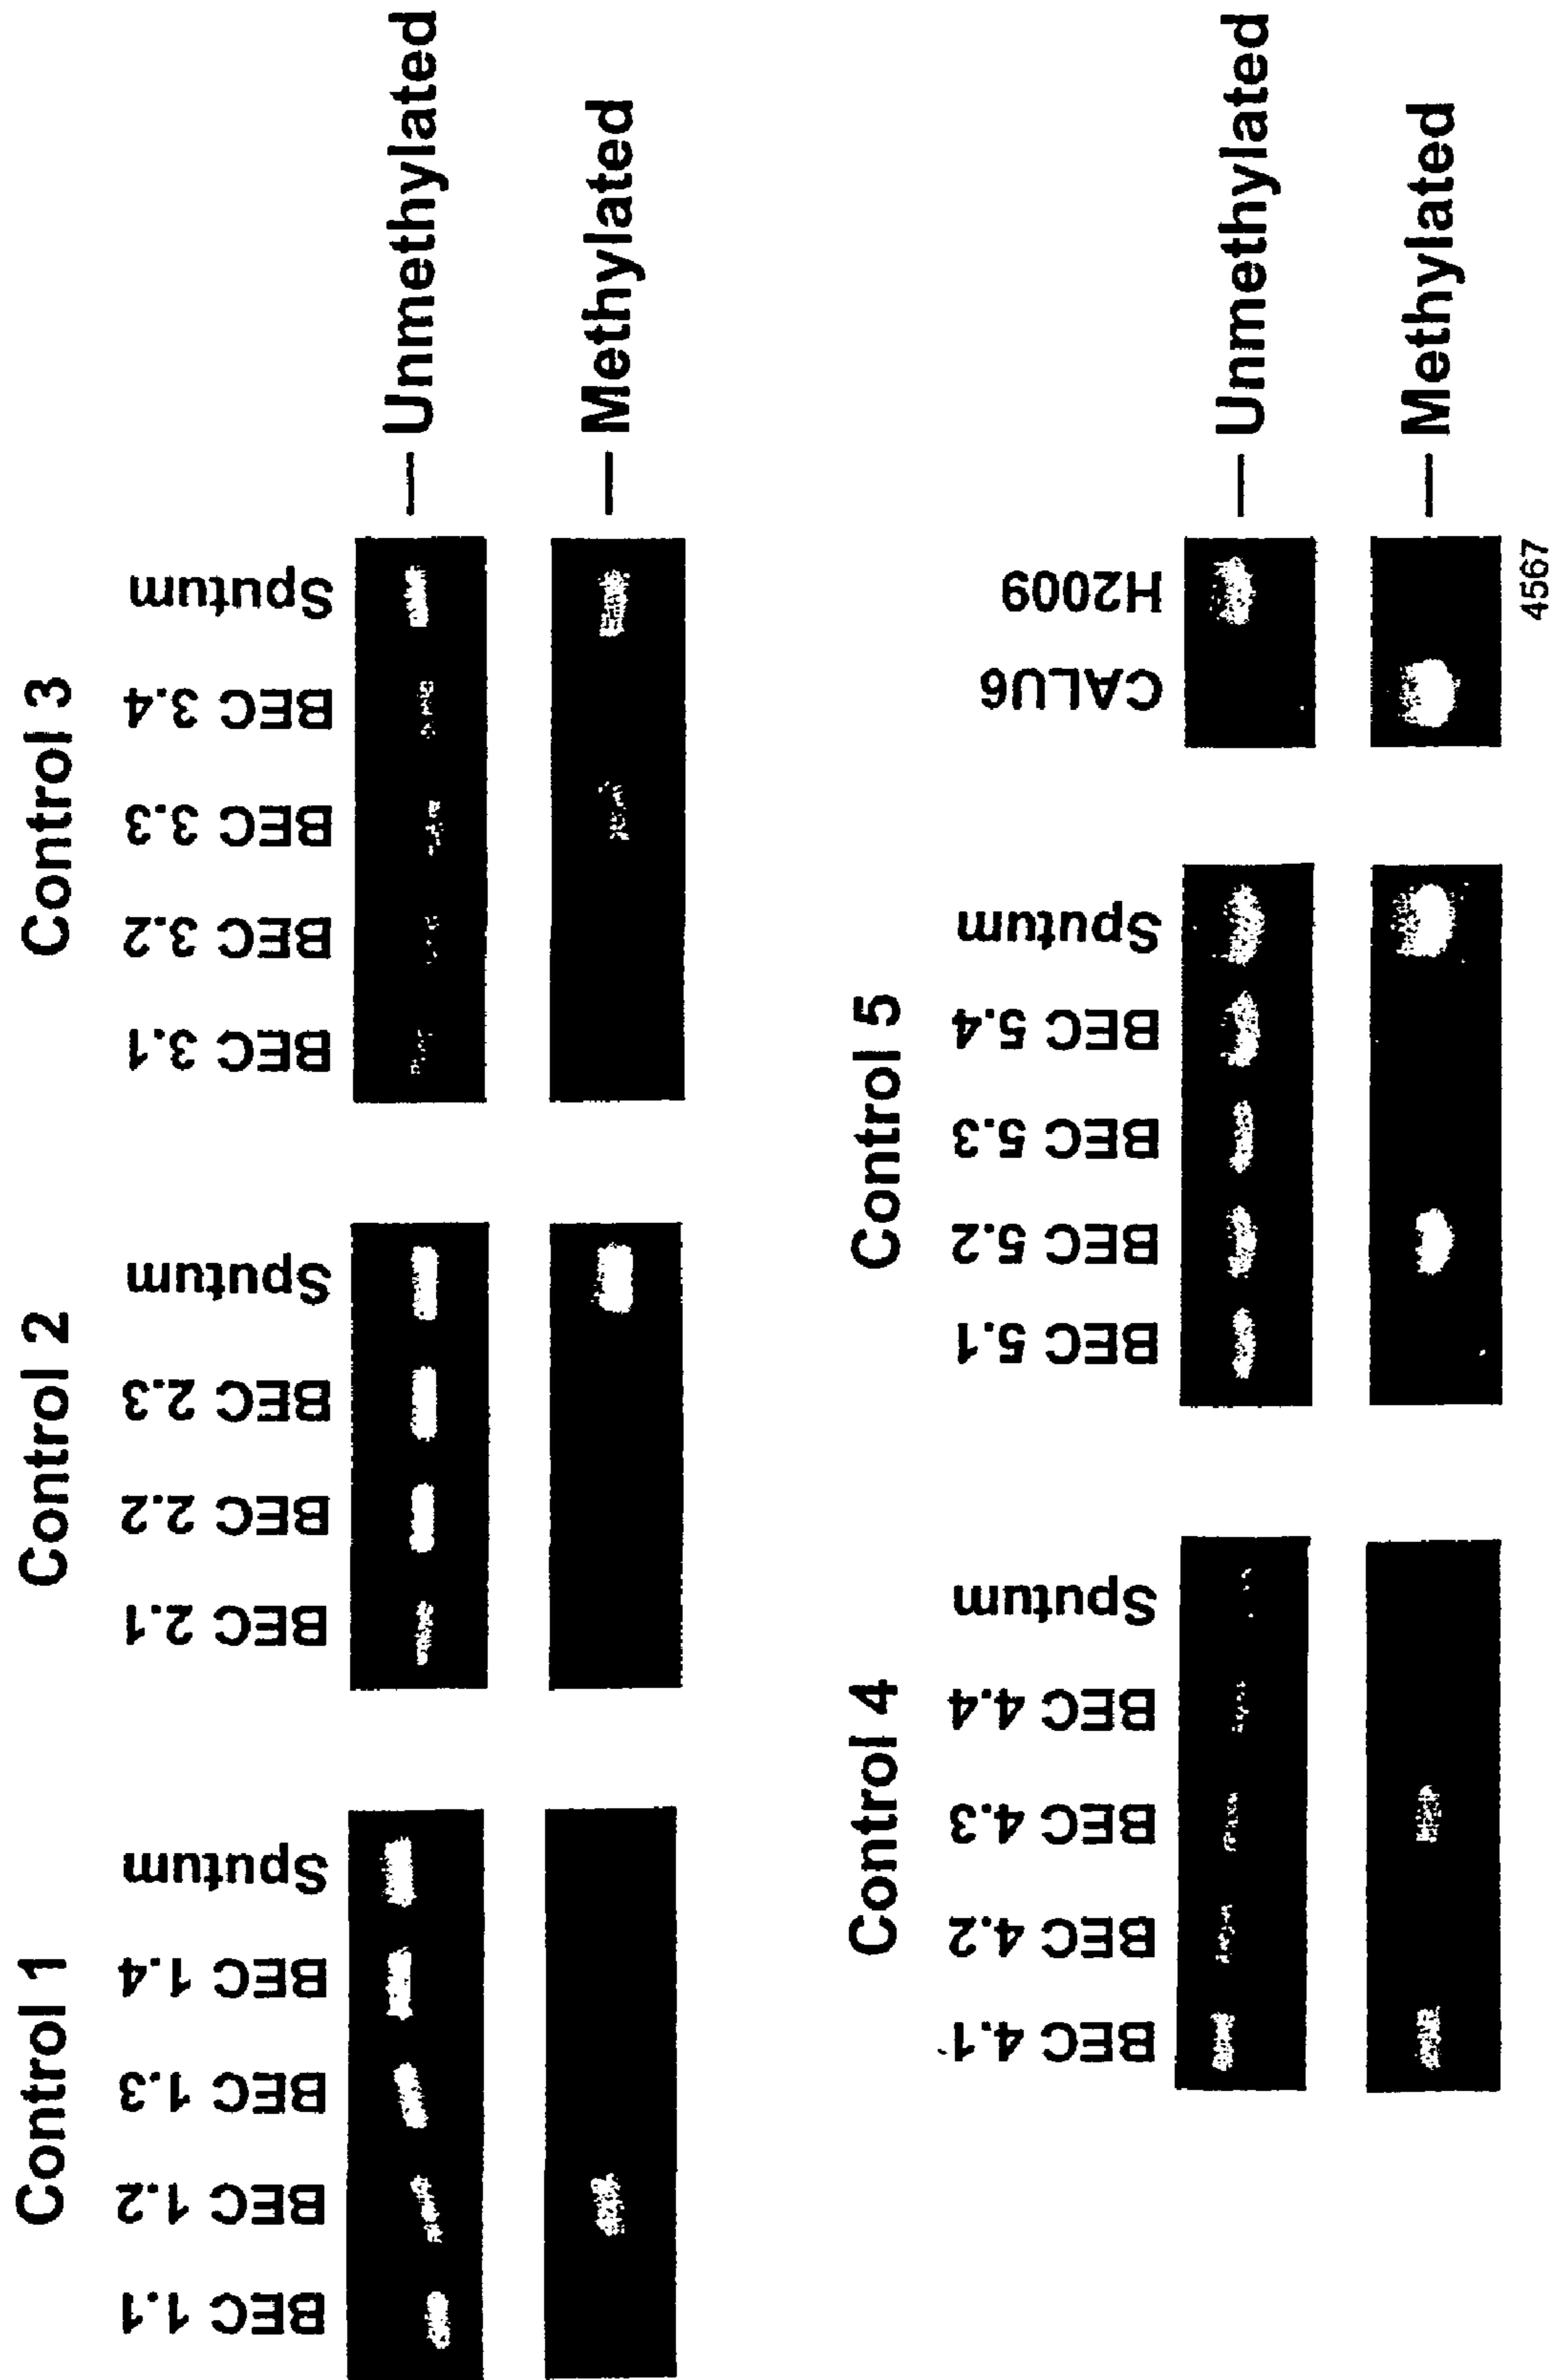 Control 1
BEC 1.1
BEC 1.2
BEC 1.3
BEC 1.4
Sputum
Control 2
BEC 2.1
BEC 2.2
BEC 2.3
Sputum
Control 3
BEC 3.1
BEC 3.2
BEC 3.3
BEC 3.4
Sputum
Unmethylated
Methylated
Control 4
BEC 4.1
BEC 4.2
BEC 4.3
BEC 4.4
Sputum
Control 5
BEC 5.1
BEC 5.2
BEC 5.3
BEC 5.4
Sputum
CALU6
H2009
Unmethylated
Methylated
4567